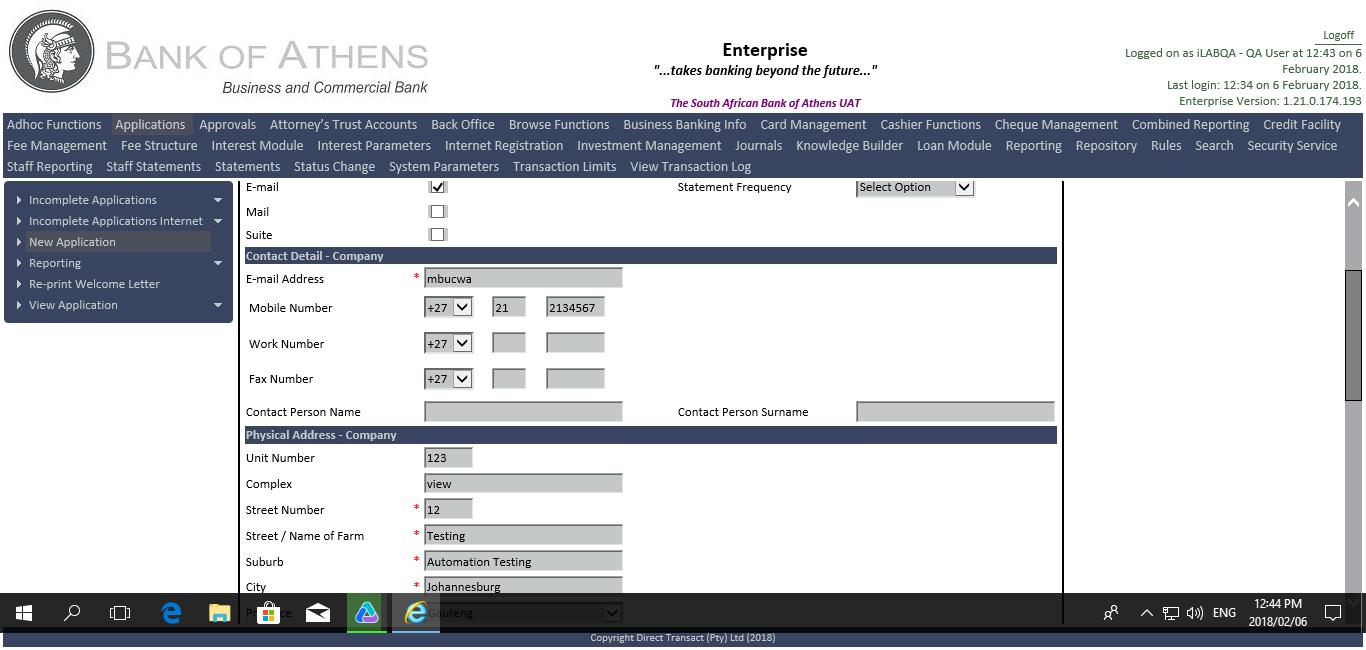 BANK OF ATHENS
Business and Commercial Bank
Enterprise
"...takes banking beyond the future..."
The South African Bank of Athens UAT
Logoff
Logged on as iLABQA - QA User at 12:43 on 6
February 2018.
Last login: 12:34 on 6 February 2018.
Enterprise Version: 1.21.0.174.193
Adhoc Functions Applications Approvals Attorney's Trust Accounts Back Office Browse Functions Business Banking Info Card Management Cashier Functions Cheque Management Combined Reporting Credit Facility
Fee Management Fee Structure Interest Module Interest Parameters Internet Registration Investment Management Journals Knowledge Builder Loan Module Reporting Repository Rules Search Security Service
Staff Reporting Staff Statements Statements Status Change System Parameters Transaction Limits View Transaction Log
Incomplete Applications
Incomplete Applications Internet
New Application
Reporting
Re-print Welcome Letter
View Application
E-mail Statement Frequency Select Option
Mail
Suite
Contact Detail - Company
E-mail Address * mbucwa
Mobile Number +27 21 2134567
Work Number +27
Fax Number +27
Contact Person Name Contact Person Surname
Physical Address - Company
Unit Number 123
Complex view
Street Number * 12
Street / Name of Farm * Testing
Suburb * Automation Testing
City * Johannesburg
Gauteng
ENG
12:44 PM
2018/02/06
Copyright Direct Transact (Pty) Ltd (2018)